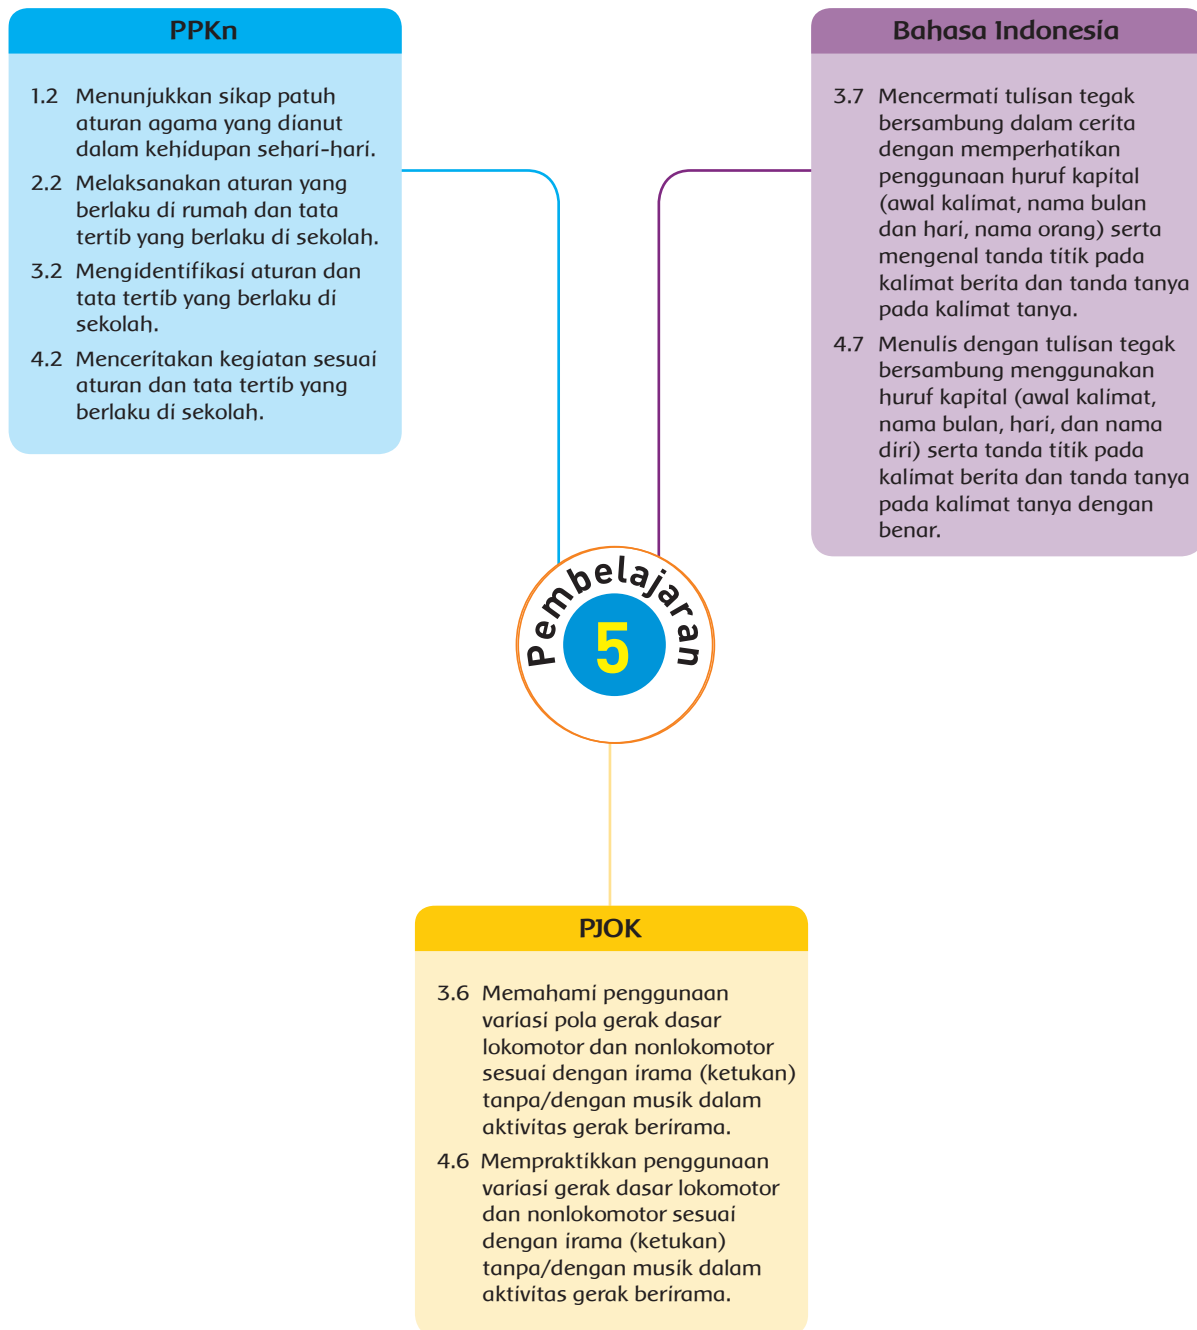 PPKn
1.2 Menunjukkan sikap patuh
aturan agama yang dianut
dalam kehidupan sehari-hari.
2.2 Melaksanakan aturan yang
berlaku di rumah dan tata
tertib yang berlaku di sekolah.
3.2 Mengidentifikasi aturan dan
tata tertib yang berlaku di
sekolah.
4.2 Menceritakan kegiatan sesuai
aturan dan tata tertib yang
berlaku di sekolah.
Bahasa Indonesia
3.7 Mencermati tulisan tegak
bersambung dalam cerita
dengan memperhatikan
penggunaan huruf kapital
(awal kalimat, nama bulan
dan hari, nama orang) serta
mengenal tanda titik pada
kalimat berita dan tanda tanya
pada kalimat tanya.
4.7 Menulis dengan tulisan tegak
bersambung menggunakan
huruf kapital (awal kalimat,
nama bulan, hari, dan nama
diri) serta tanda titik pada
kalimat berita dan tanda tanya
pada kalimat tanya dengan
benar.
Pembelajaran
5
PJOK
3.6 Memahami penggunaan
variasi pola gerak dasar
lokomotor dan nonlokomotor
sesuai dengan irama (ketukan)
tanpa/dengan musik dalam
aktivitas gerak berirama.
4.6 Mempraktikkan penggunaan
variasi gerak dasar lokomotor
dan nonlokomotor sesuai
dengan irama (ketukan)
tanpa/dengan musik dalam
aktivitas gerak berirama.